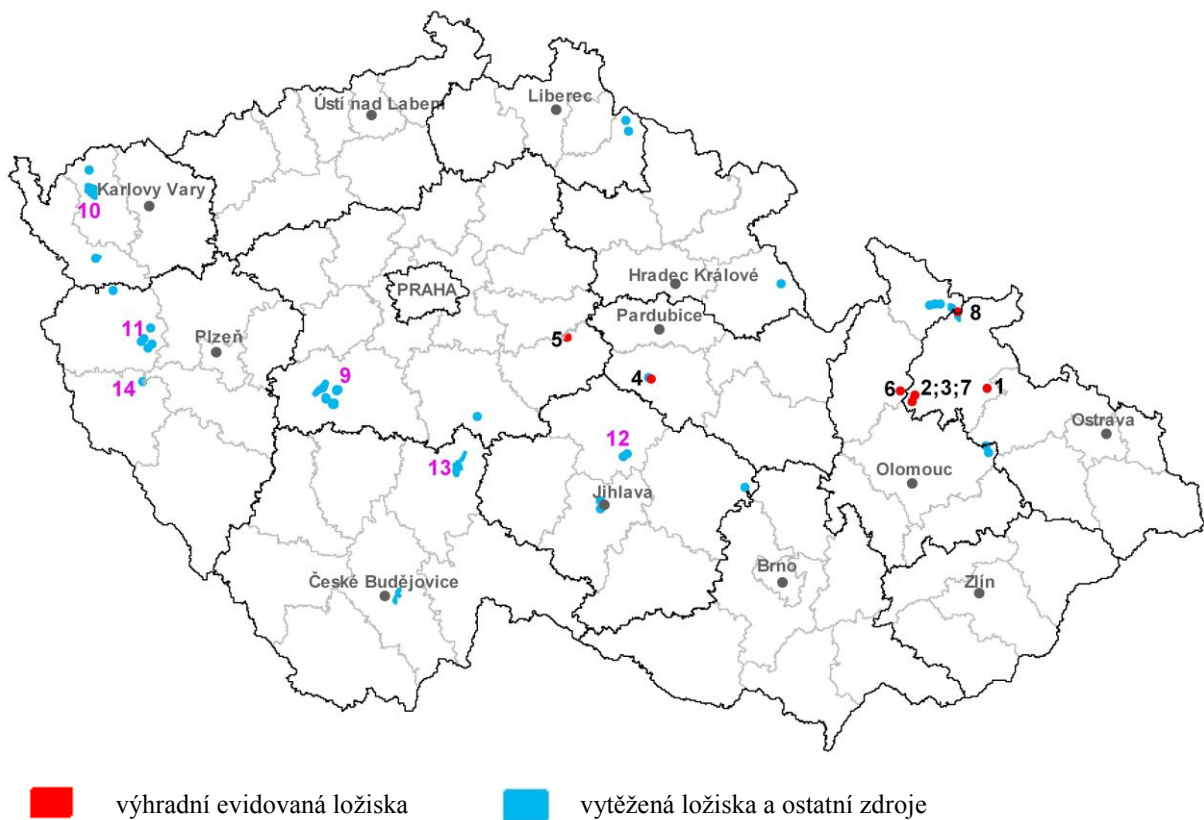 Liberec
Ústí nad Labem
Karlovy Vary
10
Hradec Králové
PRAHA
Pardubice
8
11
Plzeň
5
14
9
4
6
2;3;7
1
Ostrava
12
13
Olomouc
Jihlava
Brno
České Budějovice
Zlín
výhradní evidovaná ložiska
vytěžená ložiska a ostatní zdroje